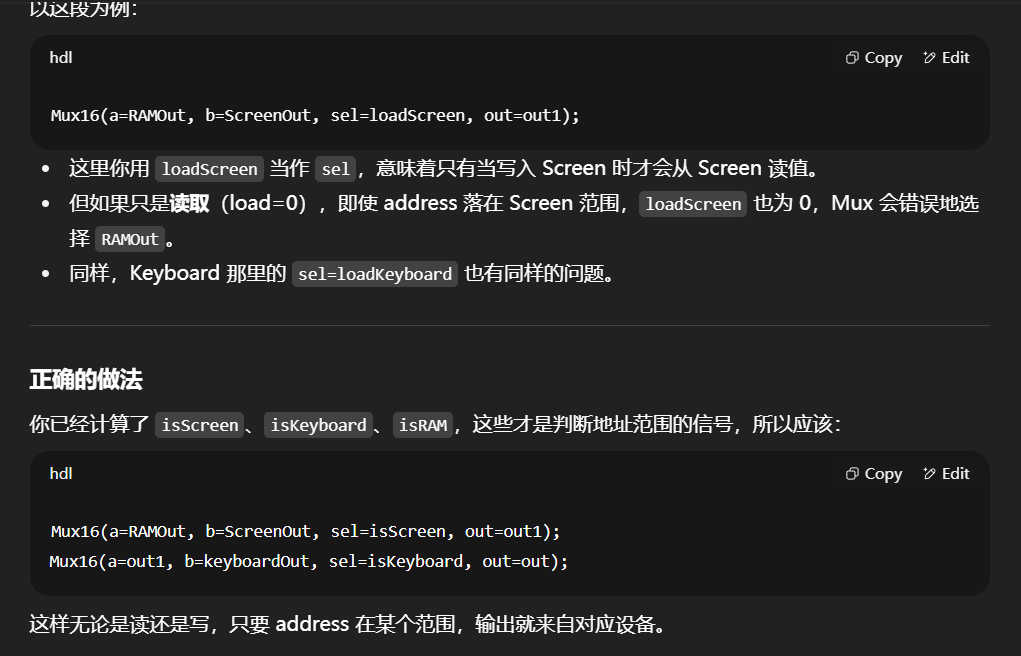 以这段为例：
hdl
Copy
Edit
Mux16(a=RAMOut, b=ScreenOut, sel=loadScreen, out=out1);
这里你用 loadScreen 当作 sel，意味着只有当写入 Screen 时才会从 Screen 读值。
但如果只是读取（load=0），即使 address 落在 Screen 范围，loadScreen 也为 0，Mux 会错误地选
择 RAMOut。
同样，Keyboard 那里的 sel=loadKeyboard 也有同样的问题。
正确的做法
你已经计算了 isScreen、isKeyboard、isRAM，这些才是判断地址范围的信号，所以应该：
hdl
Copy
Edit
Mux16(a=RAMOut, b=ScreenOut, sel=isScreen, out=out1);
Mux16(a=out1, b=keyboardOut, sel=isKeyboard, out=out);
这样无论是读还是写，只要 address 在某个范围，输出就来自对应设备。